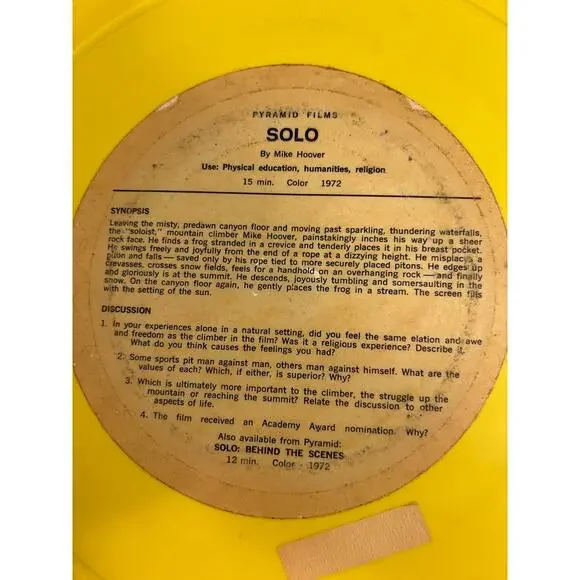 PYRAMID FILMS
SOLO
By Mike Hoover
Use: Physical education, humanities, religion
15 min. Color 1972
SYNOPSIS
Leaving the misty, predawn canyon floor and moving past sparkling, thundering waterfalls,
the "soloist," mountain climber Mike Hoover, painstakingly inches his way up a sheer
rock face. He finds a frog stranded in a crevice and tenderly places it in his breast pocket.
He swings freely and joyfully from the end of a rope at a dizzying height. He misplaces a
piton and falls — saved only by his rope tied to more securely placed pitons. He edges up
crevasses, crosses snow fields, feels for a handhold on an overhanging rock — and finally
and gloriously is at the summit. He descends, joyously tumbling and somersaulting in the
snow. On the canyon floor again, he gently places the frog in a stream. The screen fills
with the setting of the sun.
DISCUSSION
1. In your experiences alone in a natural setting, did you feel the same elation and awe
and freedom as the climber in the film? Was it a religious experience? Describe it.
What do you think causes the feelings you had?
2. Some sports pit man against man, others man against himself. What are the
values of each? Which, if either, is superior? Why?
3. Which is ultimately more important to the climber, the struggle up the
mountain or reaching the summit? Relate the discussion to other
aspects of life.
4. The film received an Academy Award nomination. Why?
Also available from Pyramid:
SOLO: BEHIND THE SCENES
12 min. Color - 1972